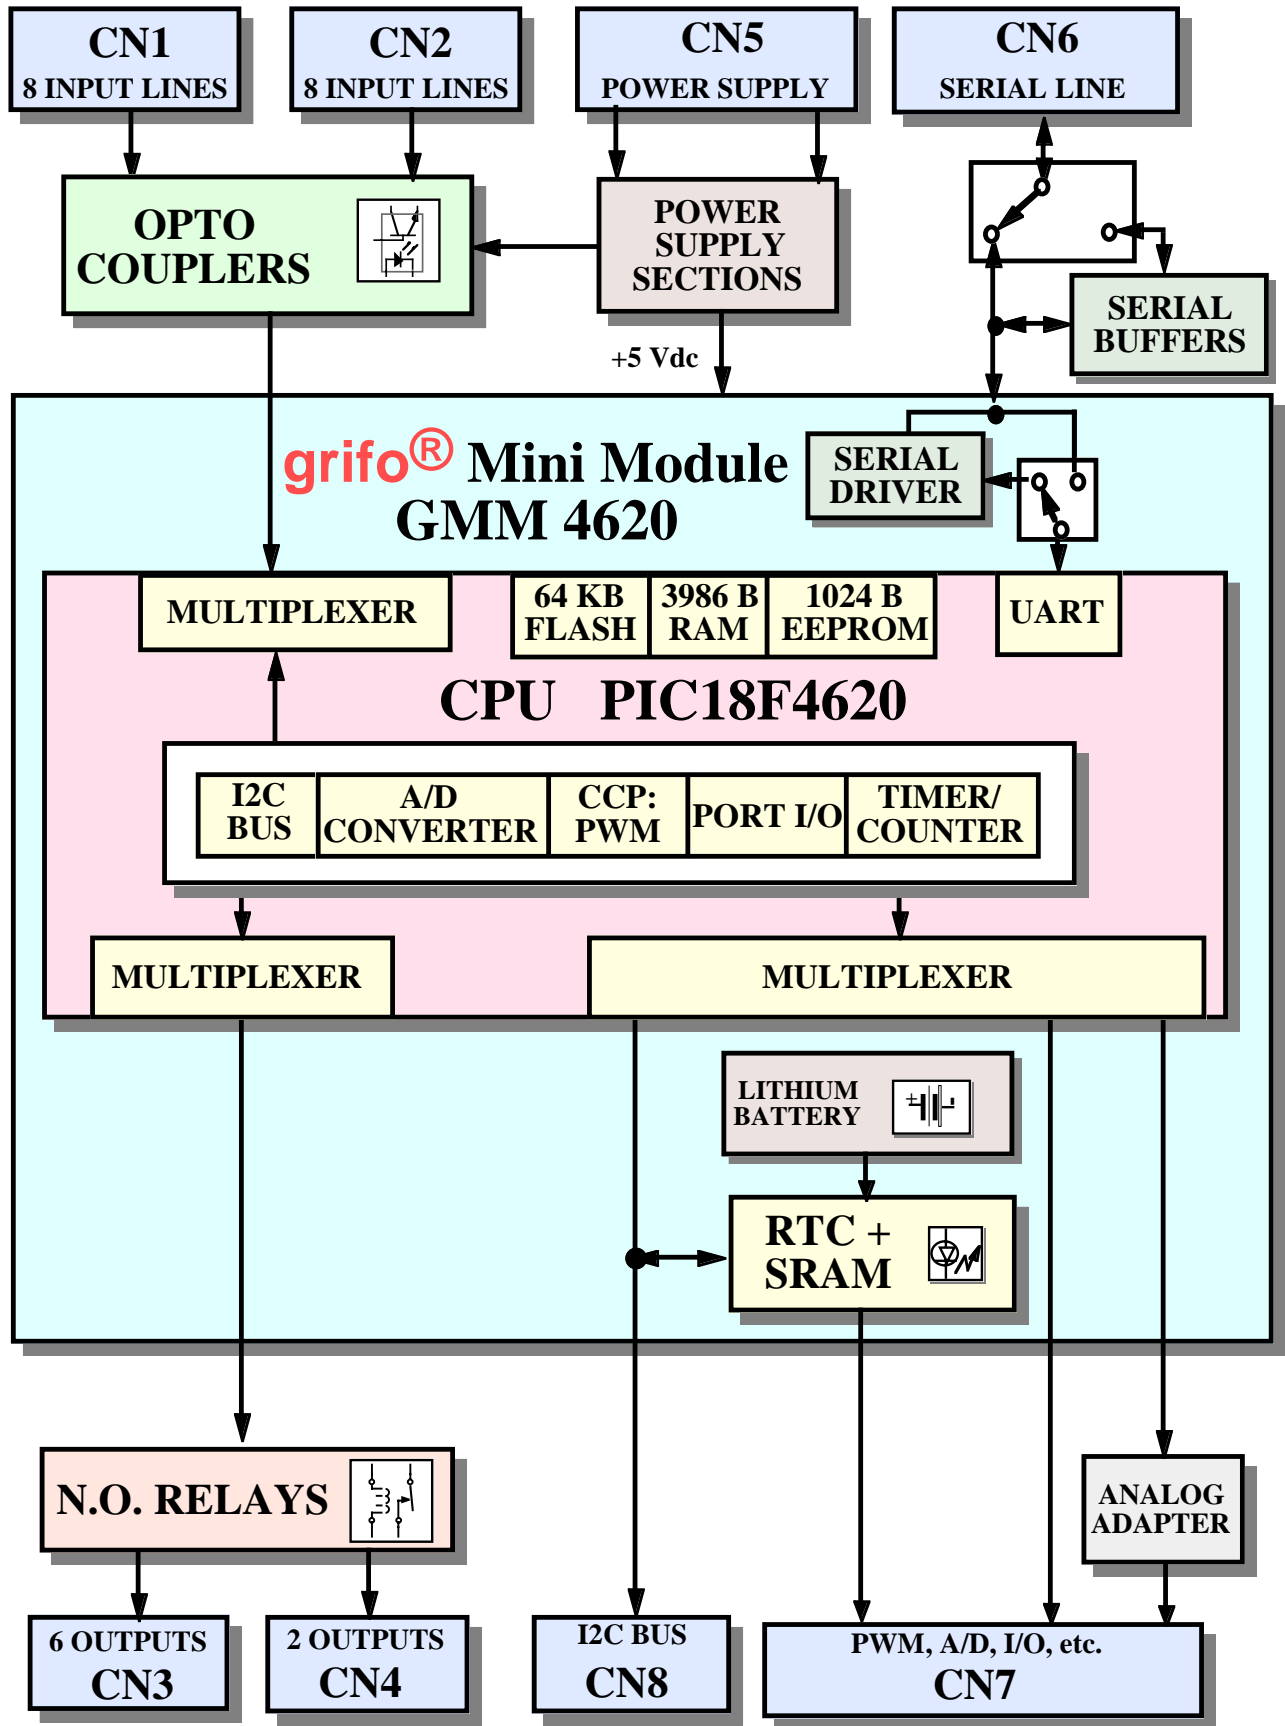 CN1
8 INPUT LINES
CN2
8 INPUT LINES
CN5
POWER SUPPLY
CN6
SERIAL LINE
OPTO
COUPLERS
POWER
SUPPLY
SECTIONS
SERIAL
BUFFERS
+5 Vdc
grifo® Mini Module
GMM 4620
SERIAL
DRIVER
MULTIPLEXER
64 KB
FLASH
3986 B
RAM
1024 B
EEPROM
UART
CPU PIC18F4620
I2C
BUS
A/D
CONVERTER
CCP:
PWM
PORT I/O
TIMER/
COUNTER
MULTIPLEXER
MULTIPLEXER
LITHIUM
BATTERY
+
RTC +
SRAM
N.O. RELAYS
ANALOG
ADAPTER
6 OUTPUTS
CN3
2 OUTPUTS
CN4
I2C BUS
CN8
PWM, A/D, I/O, etc.
CN7